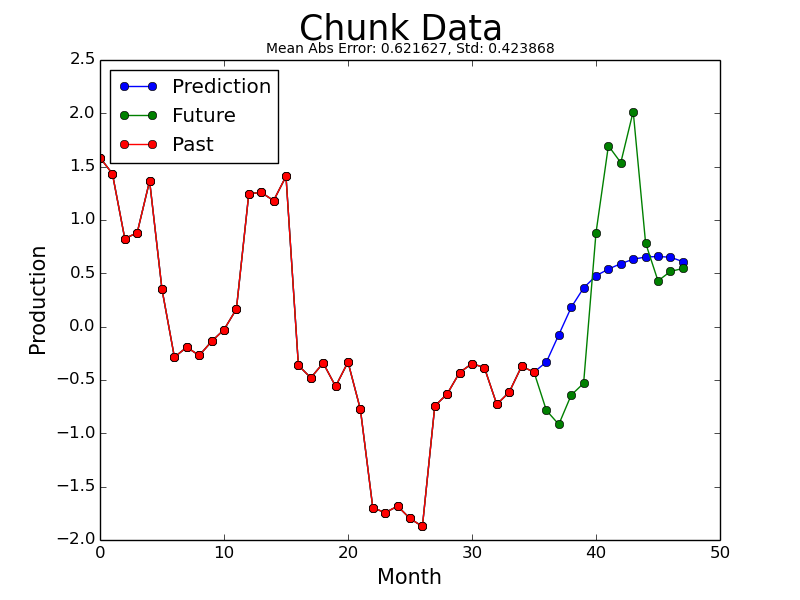 Chunk Data
Mean Abs Error: 0.621627, Std: 0.423868
Prediction
Future
Past
Production
2.5
2.0
1.5
1.0
0.5
0.0
−0.5
−1.0
−1.5
−2.0
0 10 20 30 40 50
Month